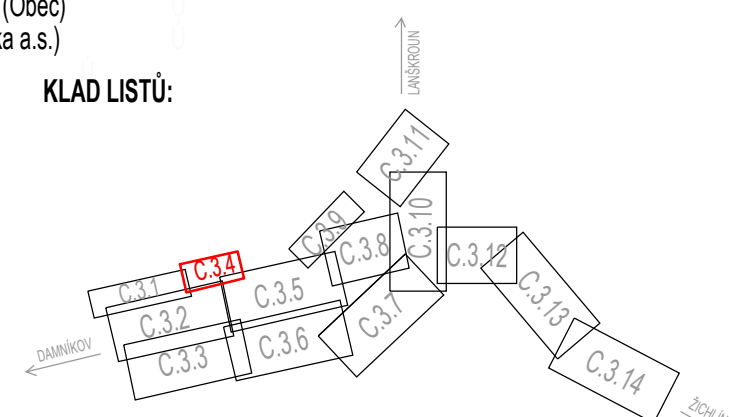 (Obec)
ka a.s.)
KLAD LISTŮ:
LANŠKROUN
C.3.11
C.3.10
C.3.9
C.3.8
C.3.12
C.3.4
C.3.1
C.3.5
C.3.13
C.3.2
C.3.7
C.3.6
C.3.3
DAMNÍKOV
C.3.14